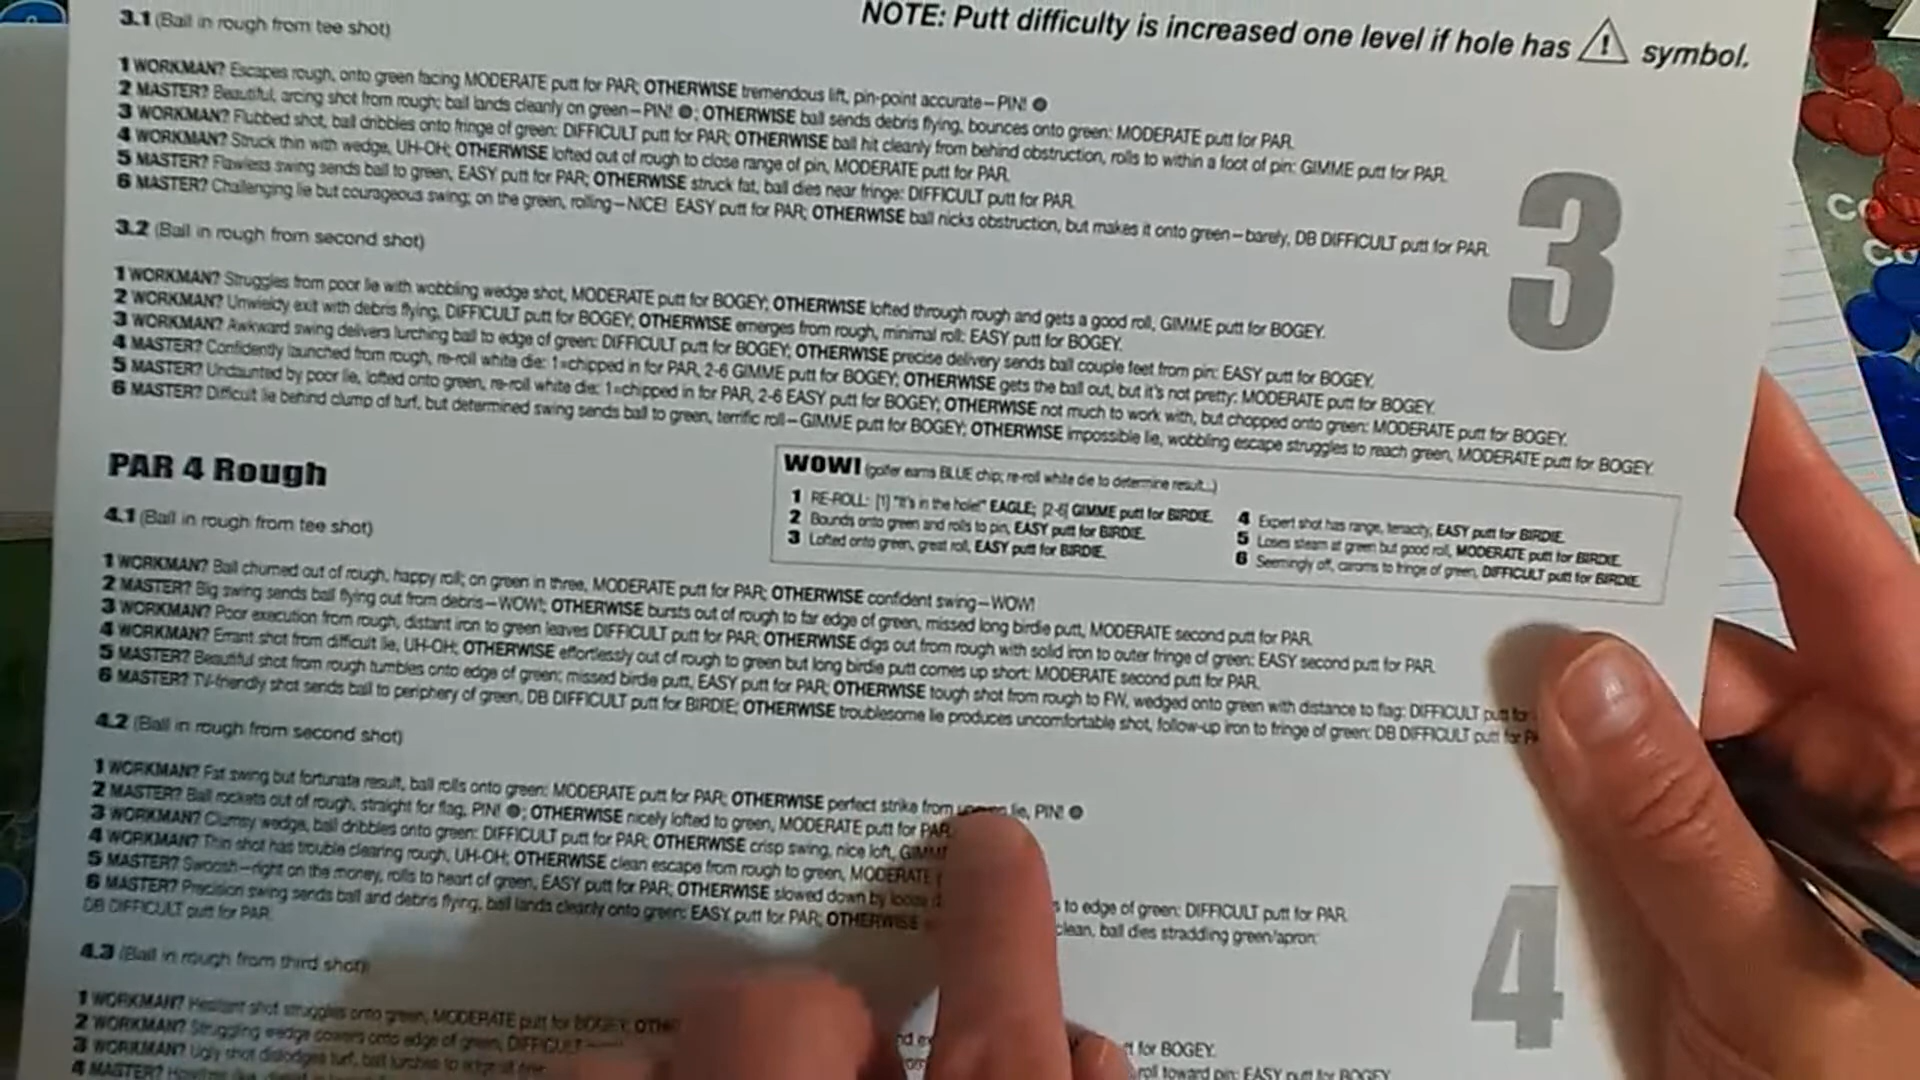 3.1 (Ball in rough from tee shot)
NOTE: Putt difficulty is increased one level if hole has ! symbol.
1 WORKMAN? Escapes rough, onto green facing MODERATE putt for PAR; OTHERWISE tremendous lift, pin-point accurate—PIN!
2 MASTER? Beautiful, arcing shot from rough; ball lands cleanly on green—PIN! ; OTHERWISE ball sends debris flying, bounces onto green: MODERATE putt for PAR.
3 WORKMAN? Flubbed shot, ball dribbles onto fringe of green: DIFFICULT putt for PAR; OTHERWISE ball hit cleanly from behind obstruction, rolls to within a foot of pin: GIMME putt for PAR.
4 WORKMAN? Struck thin with wedge, UH-OH; OTHERWISE lofted out of rough to close range of pin, MODERATE putt for PAR.
5 MASTER? Flawless swing sends ball to green, EASY putt for PAR; OTHERWISE struck fat, ball dies near fringe: DIFFICULT putt for PAR.
6 MASTER? Challenging lie but courageous swing; on the green, rolling—NICE! EASY putt for PAR; OTHERWISE ball nicks obstruction, but makes it onto green—barely, DB DIFFICULT putt for PAR.
3
3.2 (Ball in rough from second shot)
1 WORKMAN? Struggles from poor lie with wobbling wedge shot, MODERATE putt for BOGEY; OTHERWISE lofted through rough and gets a good roll, GIMME putt for BOGEY.
2 WORKMAN? Unwieldy exit with debris flying, DIFFICULT putt for BOGEY; OTHERWISE emerges from rough, minimal roll: EASY putt for BOGEY.
3 WORKMAN? Awkward swing delivers lurching ball to edge of green: DIFFICULT putt for BOGEY; OTHERWISE precise delivery sends ball couple feet from pin: EASY putt for BOGEY.
4 MASTER? Confidently launched from rough, re-roll white die: 1=chipped in for PAR, 2-6 GIMME putt for BOGEY; OTHERWISE gets the ball out, but it's not pretty: MODERATE putt for BOGEY.
5 MASTER? Undaunted by poor lie, lofted onto green, re-roll white die: 1=chipped in for PAR, 2-6 EASY putt for BOGEY; OTHERWISE not much to work with, but chopped onto green: MODERATE putt for BOGEY.
6 MASTER? Difficult lie behind clump of turf, but determined swing sends ball to green, terrific roll—GIMME putt for BOGEY; OTHERWISE impossible lie, wobbling escape struggles to reach green, MODERATE putt for BOGEY.
PAR 4 Rough
WOW! (golfer earns BLUE chip; re-roll white die to determine result...)
1 RE-ROLL: [1] "It's in the hole!" EAGLE; [2-6] GIMME putt for BIRDIE.
2 Bounds onto green and rolls to pin, EASY putt for BIRDIE.
3 Lofted onto green, great roll, EASY putt for BIRDIE.
4 Expert shot has range, tenacity, EASY putt for BIRDIE.
5 Loses steam at green but good roll, MODERATE putt for BIRDIE.
6 Seemingly off, caroms to fringe of green, DIFFICULT putt for BIRDIE.
4.1 (Ball in rough from tee shot)
1 WORKMAN? Ball churned out of rough, happy roll; on green in three, MODERATE putt for PAR; OTHERWISE confident swing—WOW!
2 MASTER? Big swing sends ball flying out from debris—WOW!; OTHERWISE bursts out of rough to far edge of green, missed long birdie putt, MODERATE second putt for PAR.
3 WORKMAN? Poor execution from rough, distant iron to green leaves DIFFICULT putt for PAR; OTHERWISE digs out from rough with solid iron to outer fringe of green: EASY second putt for PAR.
4 WORKMAN? Errant shot from difficult lie, UH-OH; OTHERWISE effortlessly out of rough to green but long birdie putt comes up short: MODERATE second putt for PAR.
5 MASTER? Beautiful shot from rough tumbles onto edge of green; missed birdie putt, EASY putt for PAR; OTHERWISE tough shot from rough to FW, wedged onto green with distance to flag: DIFFICULT putt for
6 MASTER? TV-friendly shot sends ball to periphery of green, DB DIFFICULT putt for BIRDIE; OTHERWISE troublesome lie produces uncomfortable shot, follow-up iron to fringe of green: DB DIFFICULT putt for
4.2 (Ball in rough from second shot)
1 WORKMAN? Fat swing but fortunate result, ball rolls onto green: MODERATE putt for PAR; OTHERWISE perfect strike from lie, PIN!
2 MASTER? Ball rockets out of rough, straight for flag, PIN! ; OTHERWISE nicely lofted to green, MODERATE putt for PAR.
3 WORKMAN? Clumsy wedge, ball dribbles onto green: DIFFICULT putt for PAR; OTHERWISE crisp swing, nice loft,
4 WORKMAN? Thin shot has trouble clearing rough, UH-OH; OTHERWISE clean escape from rough to green, MODERATE
5 MASTER? Swoosh—right on the money, rolls to heart of green, EASY putt for PAR; OTHERWISE slowed down by to edge of green: DIFFICULT putt for PAR.
6 MASTER? Precision swing sends ball and debris flying, ball lands cleanly onto green: EASY putt for PAR; OTHERWISE clean, ball dies straddling green/apron:
DB DIFFICULT putt for PAR.
4
4.3 (Ball in rough from third shot)
1 WORKMAN? Hesitant shot struggles onto green, MODERATE putt for BOGEY;
2 WORKMAN? Struggling wedge onto edge of green, DIFFICULT for BOGEY.
3 WORKMAN? Ugly shot dislodges turf, ball roll toward pin: EASY putt for BOGEY.
4 MASTER?